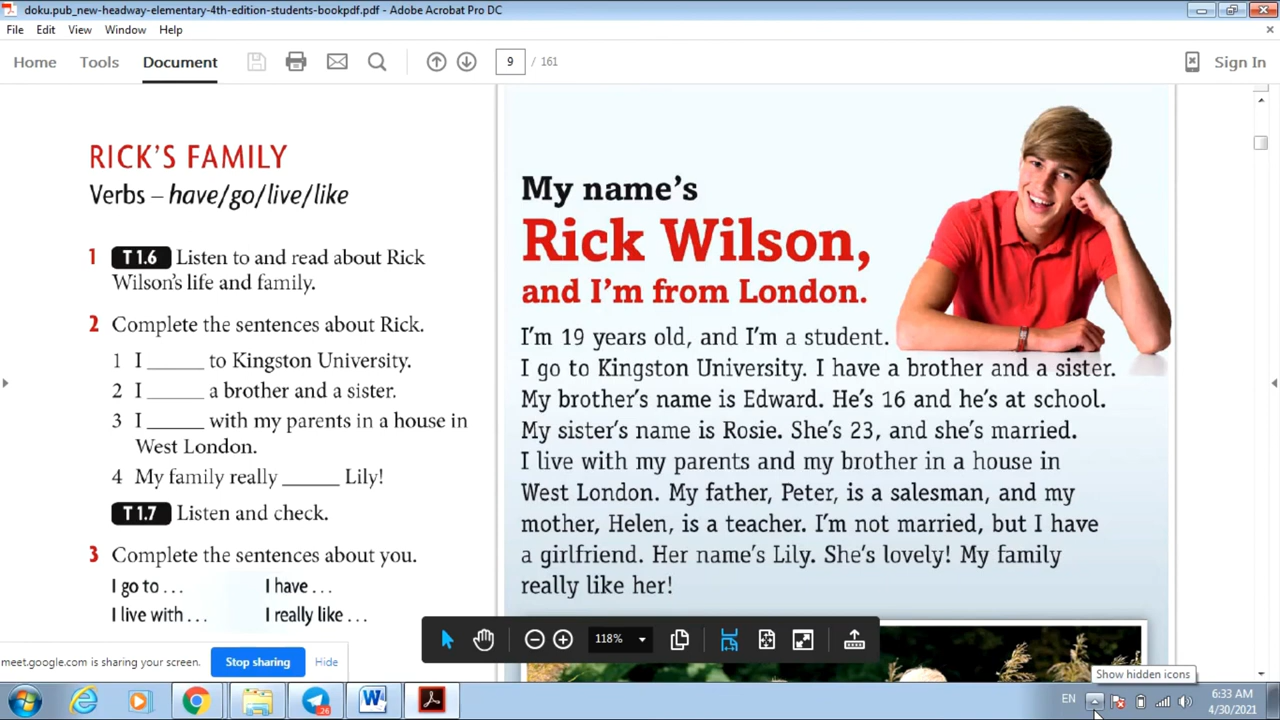 doku.pub_new-headway-elementary-4th-edition-students-bookpdf.pdf - Adobe Acrobat Pro DC
File Edit View Window Help
Home Tools Document 9 / 161 Sign In
RICK'S FAMILY
Verbs – have/go/live/like
1 T 1.6 Listen to and read about Rick
Wilson's life and family.
2 Complete the sentences about Rick.
1 I ______ to Kingston University.
2 I ______ a brother and a sister.
3 I ______ with my parents in a house in
West London.
4 My family really ______ Lily!
T 1.7 Listen and check.
3 Complete the sentences about you.
I go to . . . I have . . .
I live with . . . I really like . . .
My name's
Rick Wilson,
and I'm from London.
I'm 19 years old, and I'm a student.
I go to Kingston University. I have a brother and a sister.
My brother's name is Edward. He's 16 and he's at school.
My sister's name is Rosie. She's 23, and she's married.
I live with my parents and my brother in a house in
West London. My father, Peter, is a salesman, and my
mother, Helen, is a teacher. I'm not married, but I have
a girlfriend. Her name's Lily. She's lovely! My family
really like her!
118%
meet.google.com is sharing your screen. Stop sharing Hide
Show hidden icons
26
EN
6:33 AM
4/30/2021